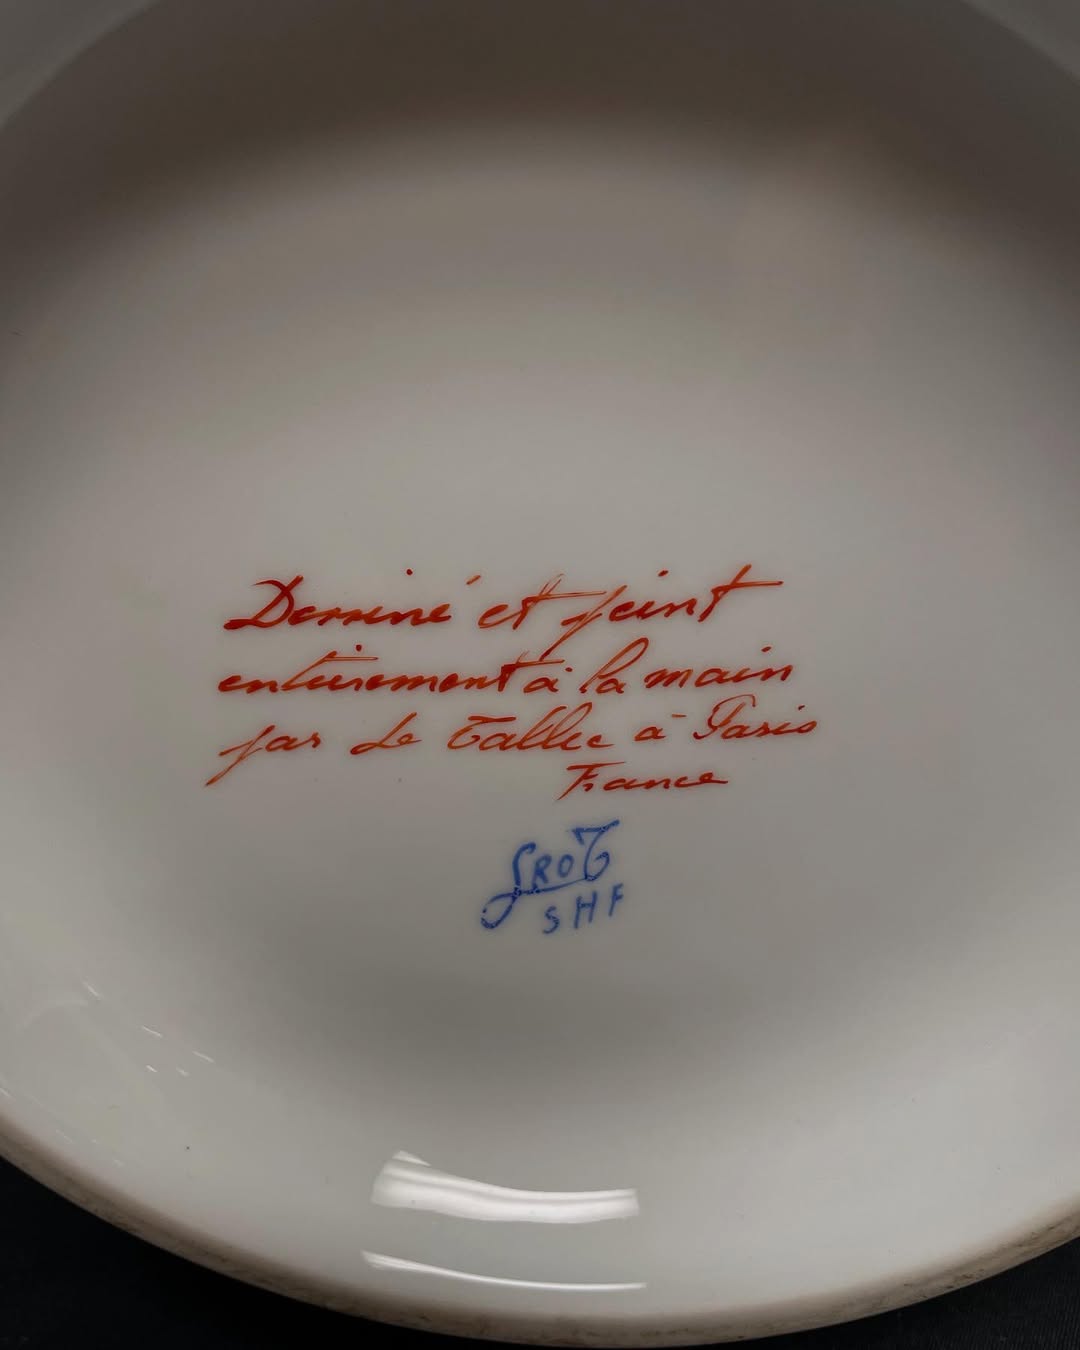 Dessiné et peint
entièrement à la main
par Le Tallec à Paris
France
SHF